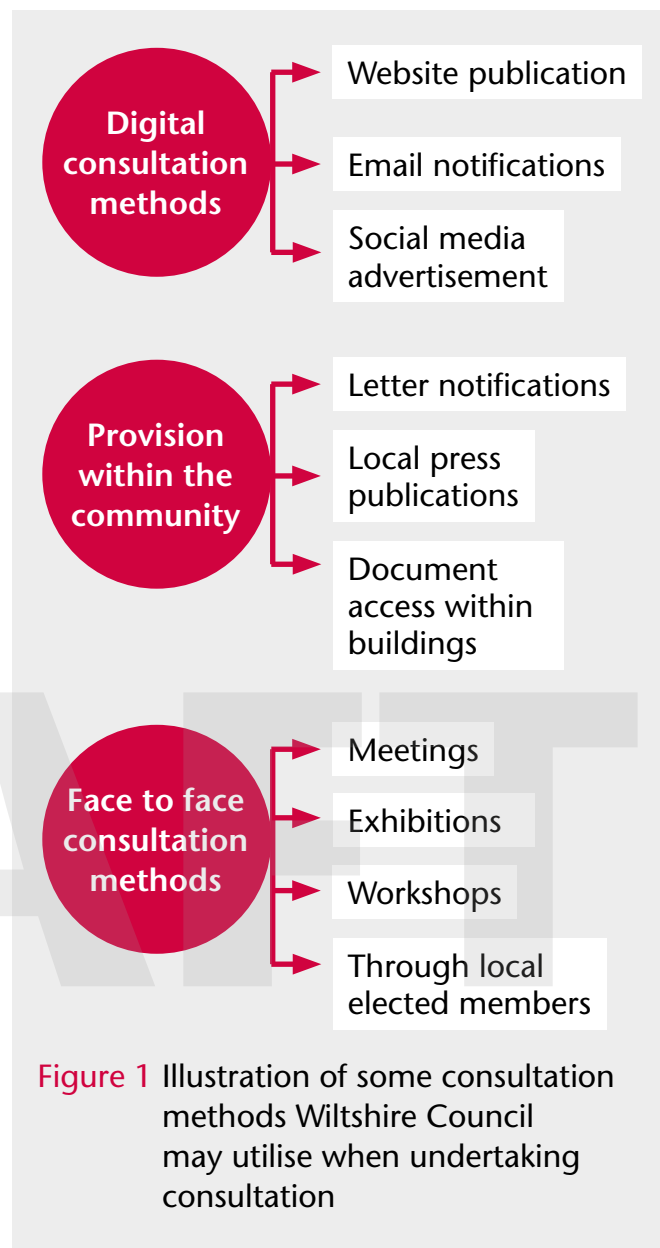 Digital
consultation
methods
Website publication
Email notifications
Social media
advertisement
Provision
within the
community
Letter notifications
Local press
publications
Document
access within
buildings
Face to face
consultation
methods
Meetings
Exhibitions
Workshops
Through local
elected members
Figure 1 Illustration of some consultation
methods Wiltshire Council
may utilise when undertaking
consultation
AFT